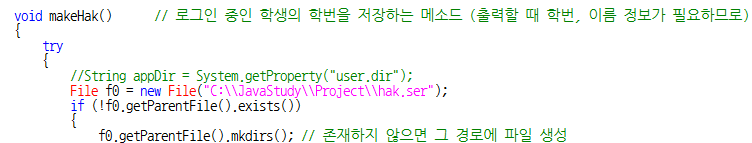 void makeHak()      // 로그인 중인 학생의 학번을 저장하는 메소드 (출력할 때 학번, 이름 정보가 필요하므로)
{
    try
    {
        //String appDir = System.getProperty("user.dir");
        File f0 = new File("C:\\JavaStudy\\Project\\hak.ser");
        if (!f0.getParentFile().exists())
        {
            f0.getParentFile().mkdirs(); // 존재하지 않으면 그 경로에 파일 생성